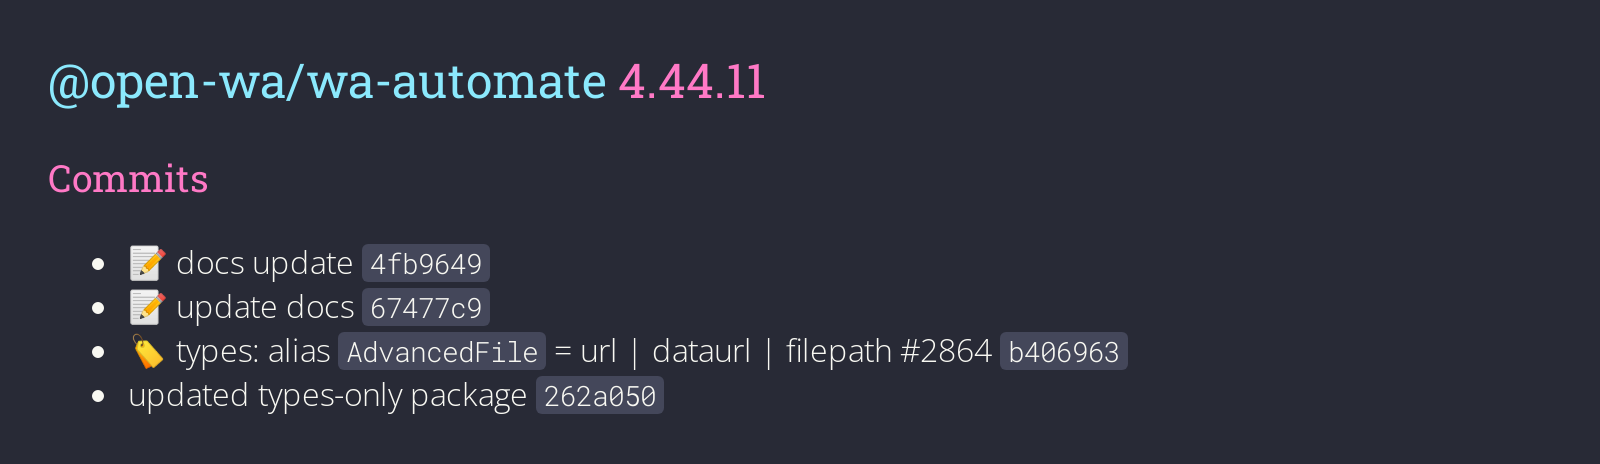 @open-wa/wa-automate 4.44.11
Commits
📝 docs update 4fb9649
📝 update docs 67477c9
🏷️ types: alias AdvancedFile = url | dataurl | filepath #2864 b406963
updated types-only package 262a050